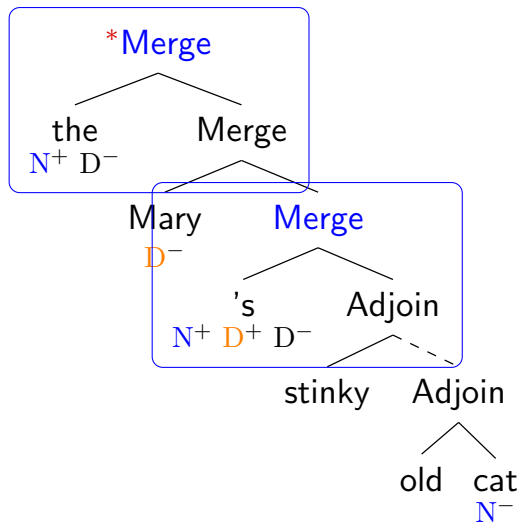 *Merge
the Merge
N⁺ D⁻
Mary Merge
D⁻
's Adjoin
N⁺ D⁺ D⁻
stinky Adjoin
old cat
N⁻